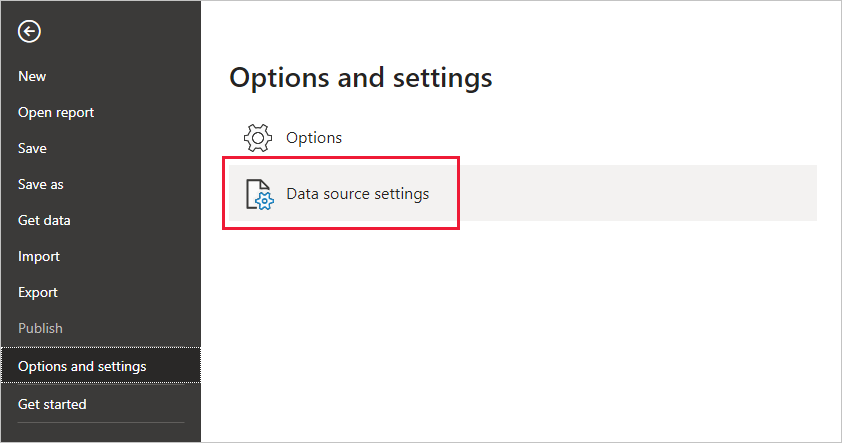 New
Open report
Save
Save as
Get data
Import
Export
Publish
Options and settings
Get started
Options and settings
Options
Data source settings